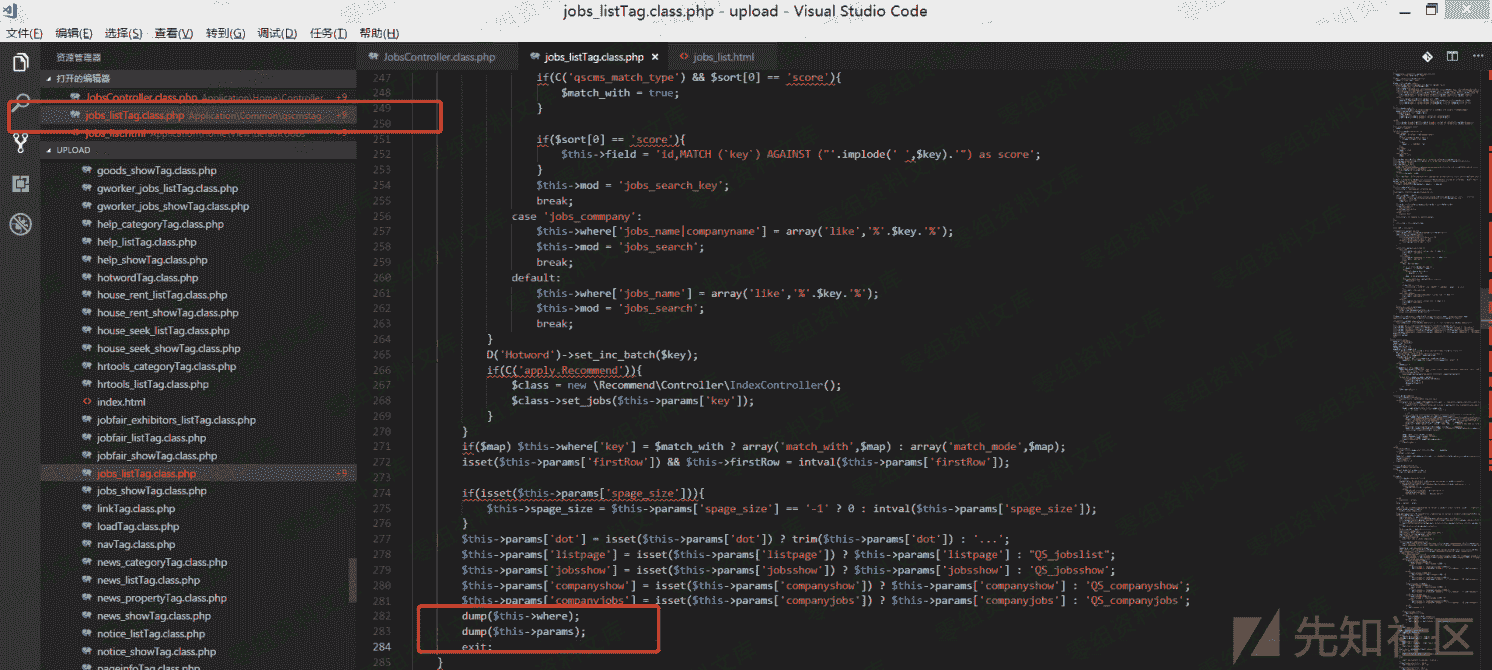 jobs_listTag.class.php - upload - Visual Studio Code
文件(F) 编辑(E) 选择(S) 查看(V) 转到(G) 调试(D) 任务(T) 帮助(H)
资源管理器
打开的编辑器
JobsController.class.php Application\Home\Controller +9
jobs_listTag.class.php Application\Common\qscmstag +9
jobs_list.html Application\Home\View\default\Jobs
UPLOAD
goods_showTag.class.php
gworker_jobs_listTag.class.php
gworker_jobs_showTag.class.php
help_categoryTag.class.php
help_listTag.class.php
help_showTag.class.php
hotwordTag.class.php
house_rent_listTag.class.php
house_rent_showTag.class.php
house_seek_listTag.class.php
house_seek_showTag.class.php
hrtools_categoryTag.class.php
hrtools_listTag.class.php
index.html
jobfair_exhibitors_listTag.class.php
jobfair_listTag.class.php
jobfair_showTag.class.php
jobs_listTag.class.php +9
jobs_showTag.class.php
linkTag.class.php
loadTag.class.php
navTag.class.php
news_categoryTag.class.php
news_listTag.class.php
news_propertyTag.class.php
news_showTag.class.php
notice_listTag.class.php
notice_showTag.class.php
pageinfoTag.class.php
JobsController.class.php jobs_listTag.class.php × jobs_list.html
247 if(C('qscms_match_type') && $sort[0] == 'score'){
248 $match_with = true;
249 }
250
251 if($sort[0] == 'score'){
252 $this->field = 'id,MATCH (`key`) AGAINST ("'.implode(' ',$key).'") as score';
253 }
254 $this->mod = 'jobs_search_key';
255 break;
256 case 'jobs_commpany':
257 $this->where['jobs_name|companyname'] = array('like','%'.$key.'%');
258 $this->mod = 'jobs_search';
259 break;
260 default:
261 $this->where['jobs_name'] = array('like','%'.$key.'%');
262 $this->mod = 'jobs_search';
263 break;
264 }
265 D('Hotword')->set_inc_batch($key);
266 if(C('apply.Recommend')){
267 $class = new \Recommend\Controller\IndexController();
268 $class->set_jobs($this->params['key']);
269 }
270 }
271 if($map) $this->where['key'] = $match_with ? array('match_with',$map) : array('match_mode',$map);
272 isset($this->params['firstRow']) && $this->firstRow = intval($this->params['firstRow']);
273
274 if(isset($this->params['spage_size'])){
275 $this->spage_size = $this->params['spage_size'] == '-1' ? 0 : intval($this->params['spage_size']);
276 }
277 $this->params['dot'] = isset($this->params['dot']) ? trim($this->params['dot']) : '...';
278 $this->params['listpage'] = isset($this->params['listpage']) ? $this->params['listpage'] : "QS_jobslist";
279 $this->params['jobsshow'] = isset($this->params['jobsshow']) ? $this->params['jobsshow'] : 'QS_jobsshow';
280 $this->params['companyshow'] = isset($this->params['companyshow']) ? $this->params['companyshow'] : 'QS_companyshow';
281 $this->params['companyjobs'] = isset($this->params['companyjobs']) ? $this->params['companyjobs'] : 'QS_companyjobs';
282 dump($this->where);
283 dump($this->params);
284 exit;
285 }
先知社区